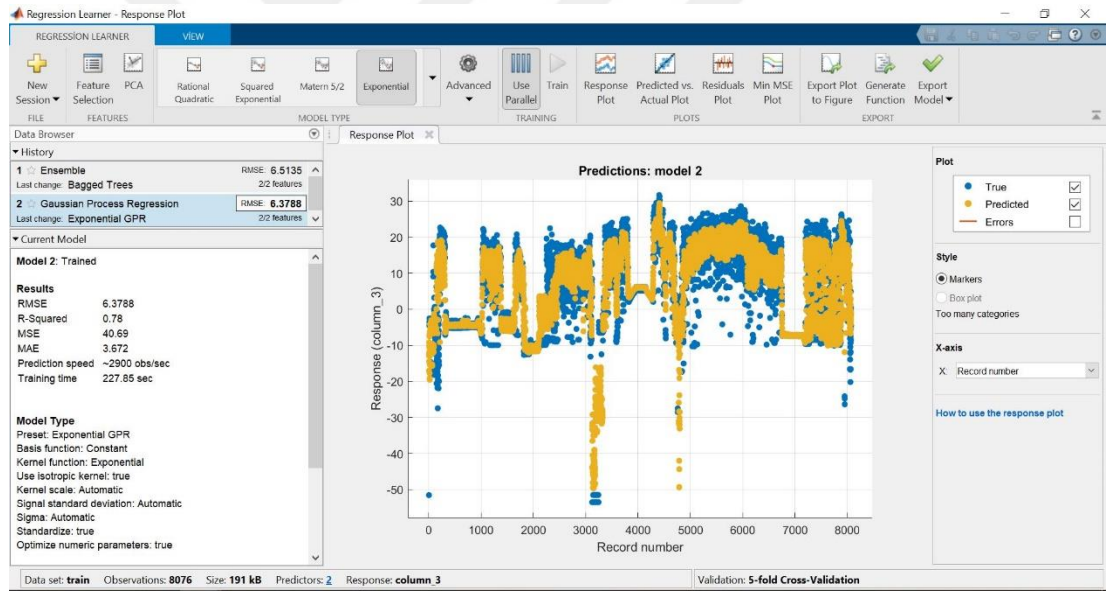 Regression Learner - Response Plot
REGRESSION LEARNER VIEW
New Session
Feature Selection
PCA
Rational Quadratic
Squared Exponential
Matern 5/2
Exponential
Advanced
Use Parallel
Train
Response Plot
Predicted vs. Actual Plot
Residuals Plot
Min MSE Plot
Export Plot to Figure
Generate Function
Export Model
FILE FEATURES MODEL TYPE TRAINING PLOTS EXPORT
Data Browser
Response Plot
History
1 Ensemble RMSE: 6.5135
Last change: Bagged Trees 2/2 features
2 Gaussian Process Regression RMSE: 6.3788
Last change: Exponential GPR 2/2 features
Current Model
Model 2: Trained
Results
RMSE 6.3788
R-Squared 0.78
MSE 40.69
MAE 3.672
Prediction speed ~2900 obs/sec
Training time 227.85 sec
Model Type
Preset: Exponential GPR
Basis function: Constant
Kernel function: Exponential
Use isotropic kernel: true
Kernel scale: Automatic
Signal standard deviation: Automatic
Sigma: Automatic
Standardize: true
Optimize numeric parameters: true
Predictions: model 2
Response (column_3)
30
20
10
0
-10
-20
-30
-40
-50
0 1000 2000 3000 4000 5000 6000 7000 8000
Record number
Plot
True
Predicted
Errors
Style
Markers
Box plot
Too many categories
X-axis
X: Record number
How to use the response plot
Data set: train Observations: 8076 Size: 191 kB Predictors: 2 Response: column_3 Validation: 5-fold Cross-Validation